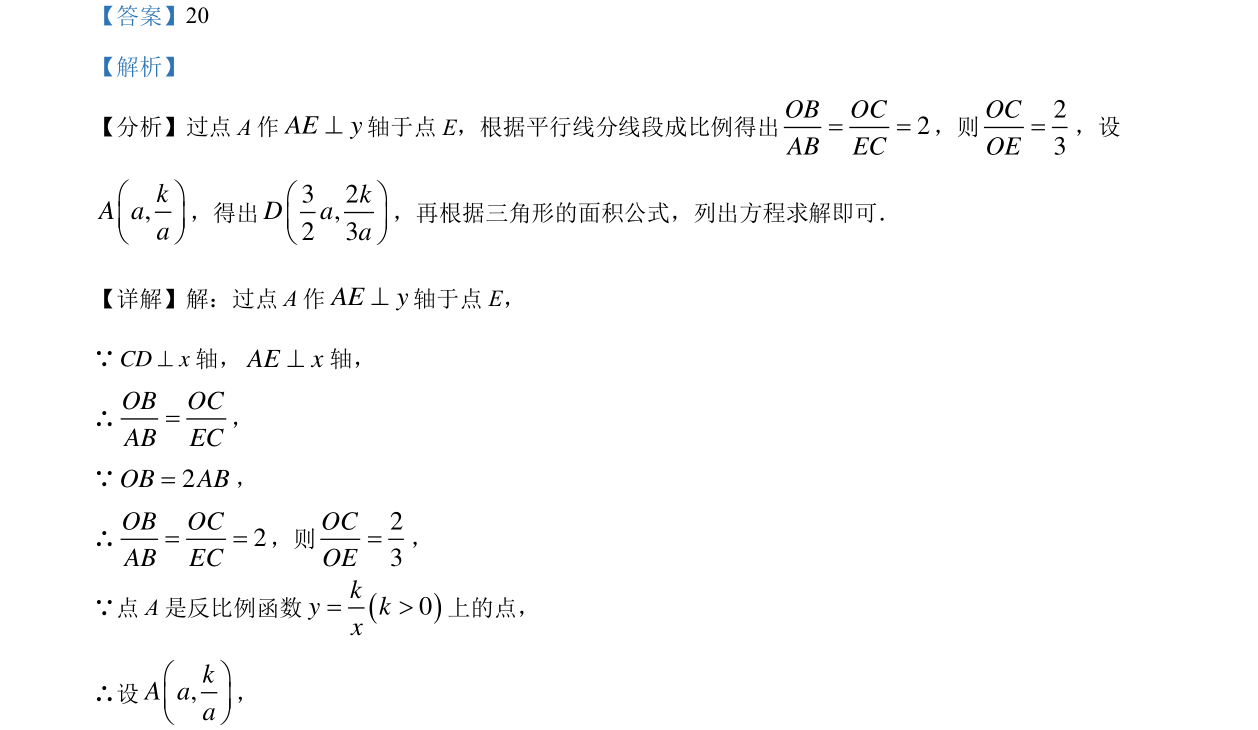 【答案】20
【解析】
【分析】过点 A 作 AE ⊥ y 轴于点 E，根据平行线分线段成比例得出 OB/AB = OC/EC = 2，则 OC/OE = 2/3，设
A(a, k/a)，得出 D(3/2 a, 2k/3a)，再根据三角形的面积公式，列出方程求解即可．
【详解】解：过点 A 作 AE ⊥ y 轴于点 E，
∵ CD ⊥ x 轴， AE ⊥ x 轴，
∴ OB/AB = OC/EC，
∵ OB = 2AB，
∴ OB/AB = OC/EC = 2，则 OC/OE = 2/3，
∵点 A 是反比例函数 y = k/x (k > 0) 上的点，
∴设 A(a, k/a)，